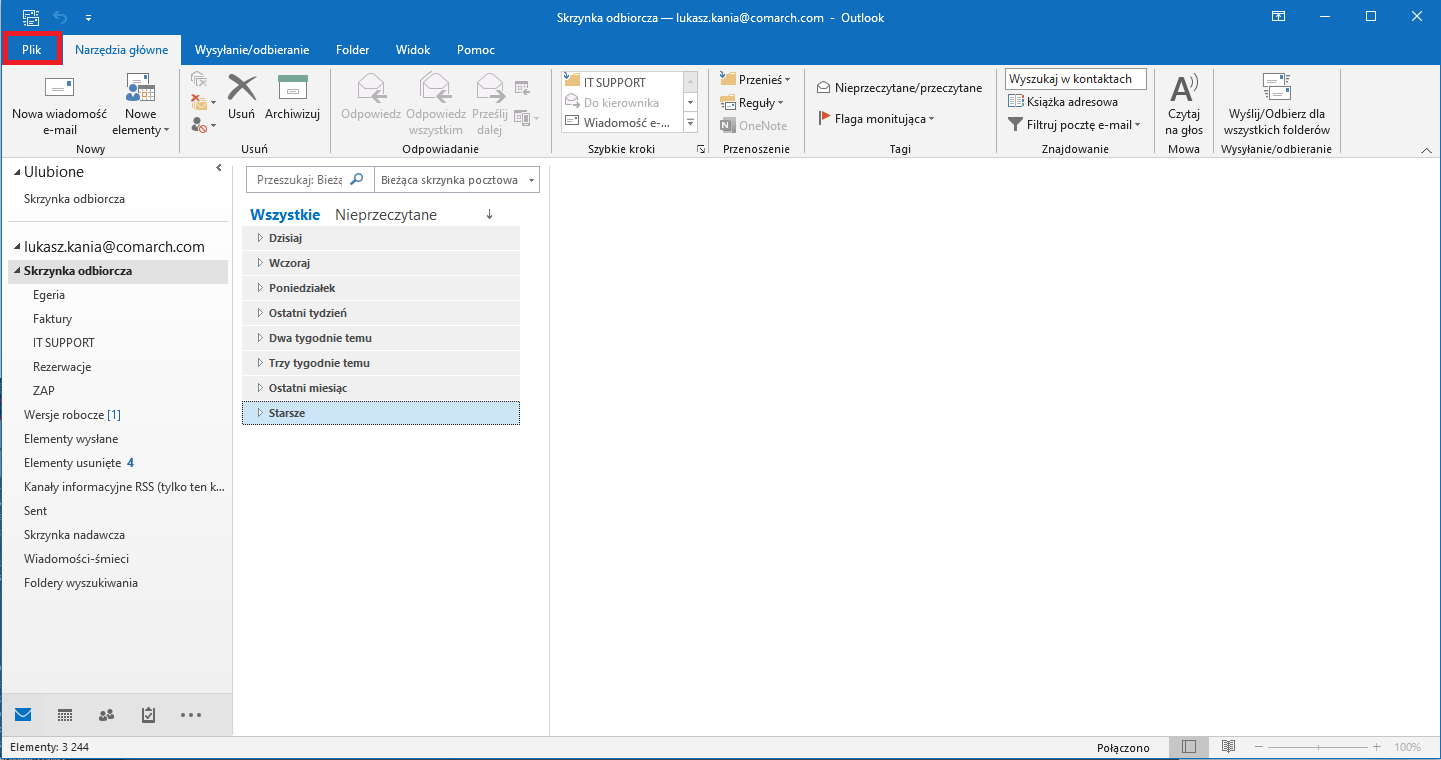 Skrzynka odbiorcza — lukasz.kania@comarch.com - Outlook
Plik Narzędzia główne Wysyłanie/odbieranie Folder Widok Pomoc
Nowa wiadomość
e-mail
Nowe
elementy
Nowy
Usuń
Archiwizuj
Usuń
Odpowiedz
Odpowiedz
wszystkim
Prześlij
dalej
Odpowiadanie
IT SUPPORT
Do kierownika
Wiadomość e-...
Szybkie kroki
Przenieś
Reguły
OneNote
Przenoszenie
Nieprzeczytane/przeczytane
Flaga monitująca
Tagi
Wyszukaj w kontaktach
Książka adresowa
Filtruj pocztę e-mail
Znajdowanie
Czytaj
na głos
Mowa
Wyślij/Odbierz dla
wszystkich folderów
Wysyłanie/odbieranie
Ulubione
Skrzynka odbiorcza
lukasz.kania@comarch.com
Skrzynka odbiorcza
Egeria
Faktury
IT SUPPORT
Rezerwacje
ZAP
Wersje robocze [1]
Elementy wysłane
Elementy usunięte 4
Kanały informacyjne RSS (tylko ten k...
Sent
Skrzynka nadawcza
Wiadomości-śmieci
Foldery wyszukiwania
Przeszukaj: Bieżą
Bieżąca skrzynka pocztowa
Wszystkie Nieprzeczytane
Dzisiaj
Wczoraj
Poniedziałek
Ostatni tydzień
Dwa tygodnie temu
Trzy tygodnie temu
Ostatni miesiąc
Starsze
Elementy: 3 244
Połączono
100%